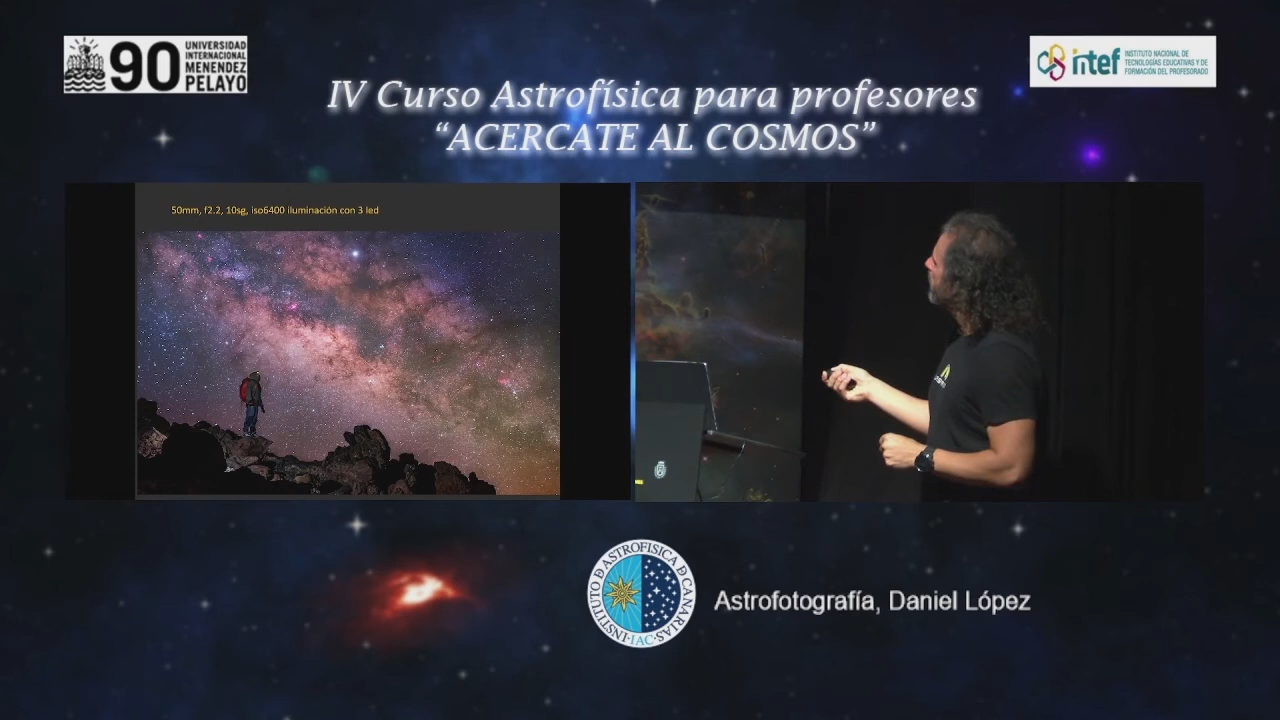 90
UNIVERSIDAD
INTERNACIONAL
MENENDEZ
PELAYO
intef
INSTITUTO NACIONAL DE
TECNOLOGÍAS EDUCATIVAS Y DE
FORMACIÓN DEL PROFESORADO
IV Curso Astrofísica para profesores
“ACERCATE AL COSMOS”
50mm, f2.2, 10sg, iso6400 iluminación con 3 led
INSTITUTO D ASTROFISICA D CANARIAS
·IAC·
Astrofotografía, Daniel López